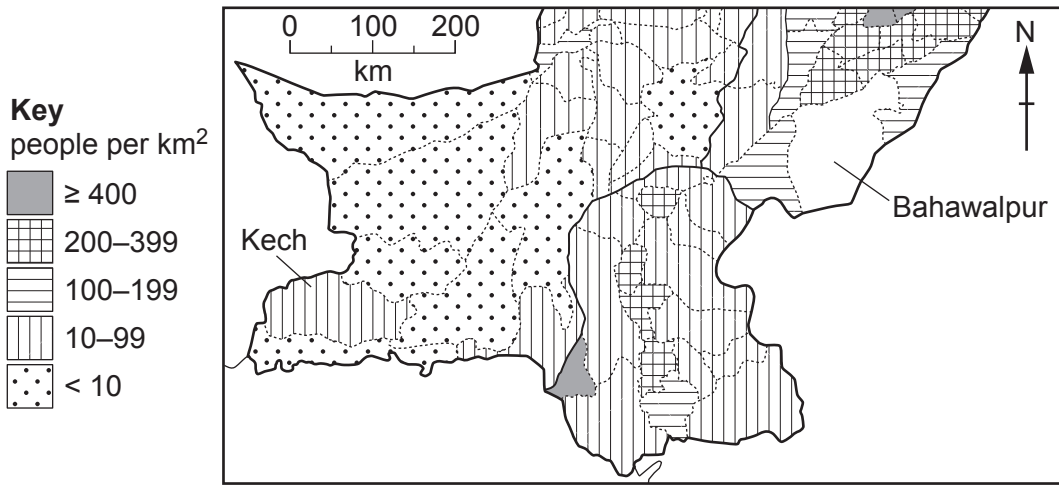 0 100 200
km
N
Key
people per km²
≥ 400
200–399
100–199
10–99
< 10
Kech
Bahawalpur